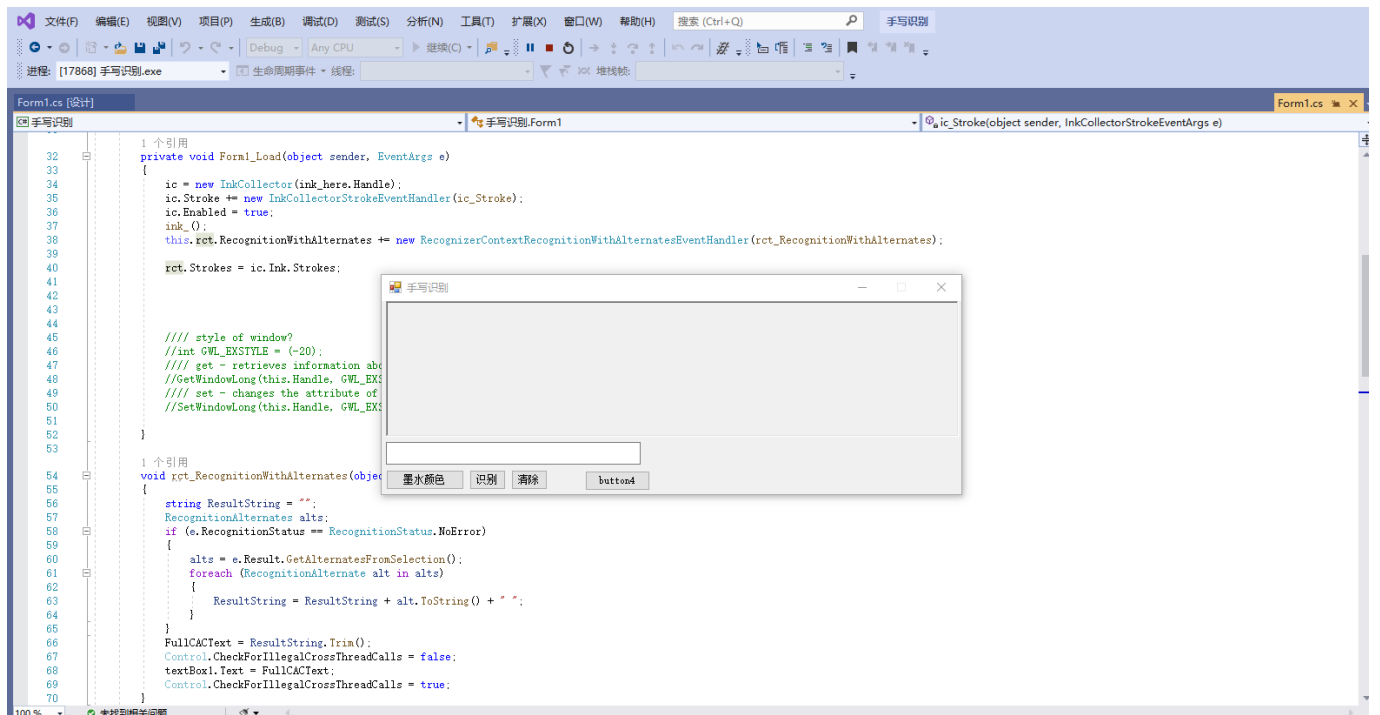 文件(F) 编辑(E) 视图(V) 项目(P) 生成(B) 调试(D) 测试(S) 分析(N) 工具(T) 扩展(X) 窗口(W) 帮助(H) 搜索 (Ctrl+Q) 手写识别
Debug Any CPU 继续(C)
进程: [17868] 手写识别.exe 生命周期事件 线程: 堆栈帧:
Form1.cs [设计] Form1.cs
手写识别 手写识别.Form1 ic_Stroke(object sender, InkCollectorStrokeEventArgs e)
1 个引用
32 private void Form1_Load(object sender, EventArgs e)
33 {
34 ic = new InkCollector(ink_here.Handle);
35 ic.Stroke += new InkCollectorStrokeEventHandler(ic_Stroke);
36 ic.Enabled = true;
37 ink_();
38 this.rct.RecognitionWithAlternates += new RecognizerContextRecognitionWithAlternatesEventHandler(rct_RecognitionWithAlternates);
39
40 rct.Strokes = ic.Ink.Strokes;
41
42
43
44
45 //// style of window?
46 //int GWL_EXSTYLE = (-20);
47 //// get - retrieves information abo
48 //GetWindowLong(this.Handle, GWL_EXS
49 //// set - changes the attribute of
50 //SetWindowLong(this.Handle, GWL_EXS
51
52 }
53
1 个引用
54 void rct_RecognitionWithAlternates(objec
55 {
56 string ResultString = "";
57 RecognitionAlternates alts;
58 if (e.RecognitionStatus == RecognitionStatus.NoError)
59 {
60 alts = e.Result.GetAlternatesFromSelection();
61 foreach (RecognitionAlternate alt in alts)
62 {
63 ResultString = ResultString + alt.ToString() + " ";
64 }
65 }
66 FullCACText = ResultString.Trim();
67 Control.CheckForIllegalCrossThreadCalls = false;
68 textBox1.Text = FullCACText;
69 Control.CheckForIllegalCrossThreadCalls = true;
70 }
手写识别
墨水颜色 识别 清除 button4
100 % 未找到相关问题